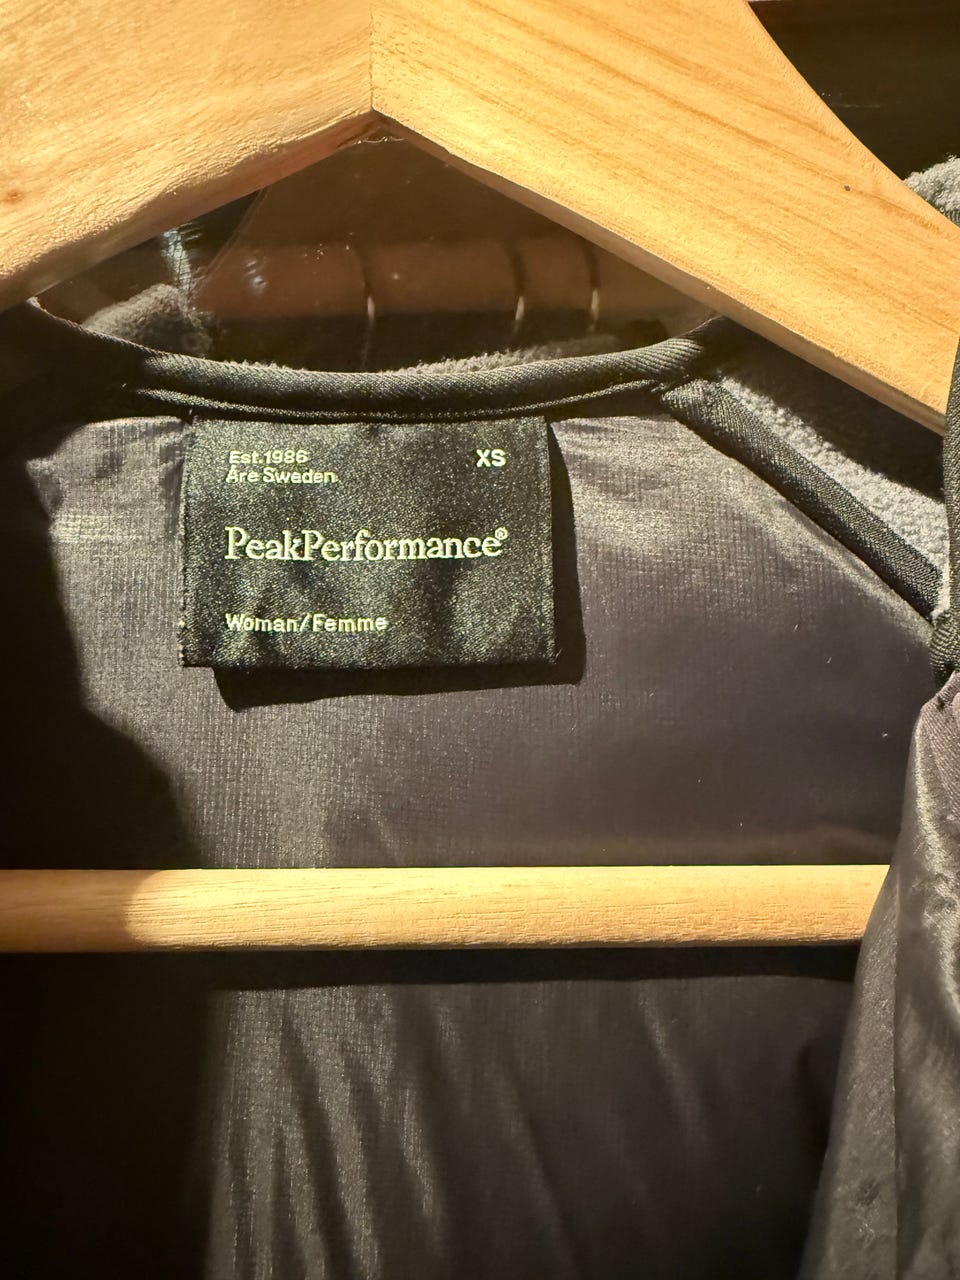 Est.1986 XS
Åre Sweden
PeakPerformance®
Woman/Femme